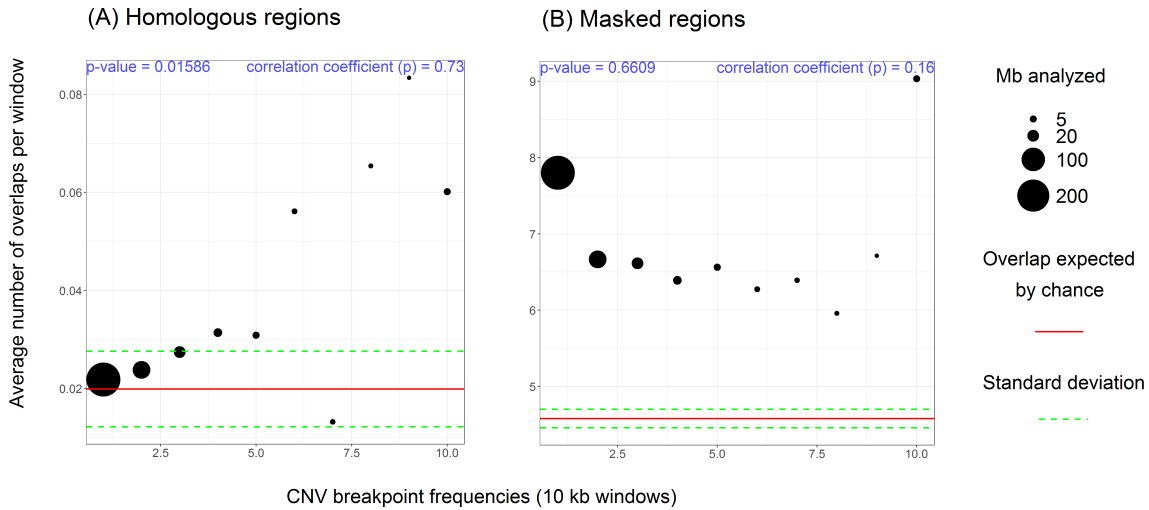 (A) Homologous regions
(B) Masked regions
p-value = 0.01586 correlation coefficient (p) = 0.73
p-value = 0.6609 correlation coefficient (p) = 0.16
Average number of overlaps per window
0.08
0.06
0.04
0.02
2.5 5.0 7.5 10.0
9
8
7
6
5
2.5 5.0 7.5 10.0
CNV breakpoint frequencies (10 kb windows)
Mb analyzed
5
20
100
200
Overlap expected
by chance
Standard deviation